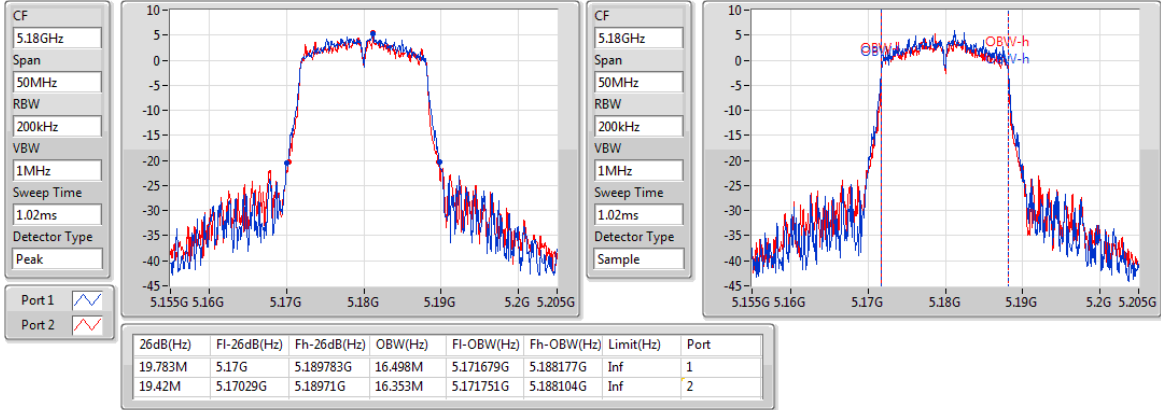 CF
5.18GHz
Span
50MHz
RBW
200kHz
VBW
1MHz
Sweep Time
1.02ms
Detector Type
Peak
Port 1
Port 2
10-
5-
0-
-5-
-10-
-15-
-20-
-25-
-30-
-35-
-40-
-45-
5.155G 5.16G 5.17G 5.18G 5.19G 5.2G 5.205G
CF
5.18GHz
Span
50MHz
RBW
200kHz
VBW
1MHz
Sweep Time
1.02ms
Detector Type
Sample
10-
5-
0-
-5-
-10-
-15-
-20-
-25-
-30-
-35-
-40-
-45-
OBW-h
OBW-h
5.155G 5.16G 5.17G 5.18G 5.19G 5.2G 5.205G
26dB(Hz) Fl-26dB(Hz) Fh-26dB(Hz) OBW(Hz) Fl-OBW(Hz) Fh-OBW(Hz) Limit(Hz) Port
19.783M 5.17G 5.189783G 16.498M 5.171679G 5.188177G Inf 1
19.42M 5.17029G 5.18971G 16.353M 5.171751G 5.188104G Inf 2